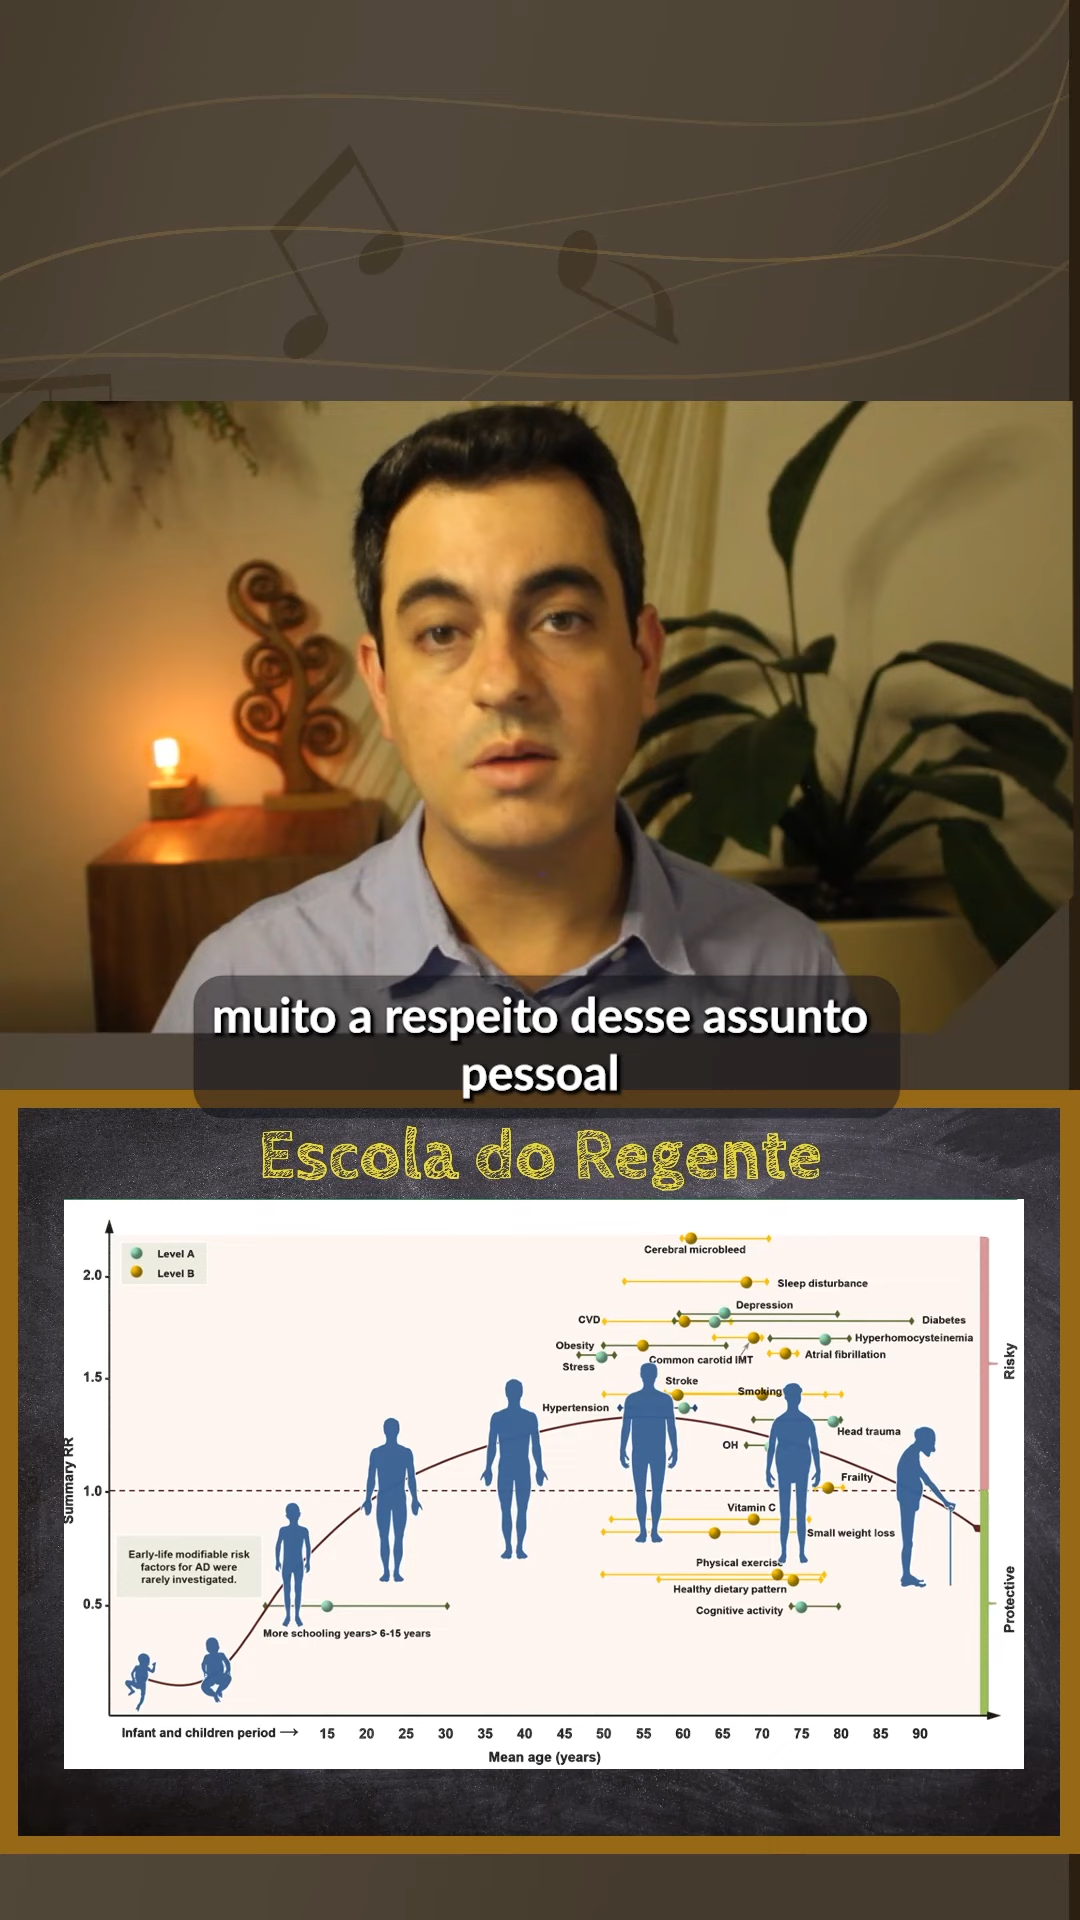 muito a respeito desse assunto
pessoal
Escola do Regente
Level A
Level B
2.0
1.5
1.0
0.5
Summary RR
Cerebral microbleed
Sleep disturbance
Depression
CVD
Diabetes
Hyperhomocysteinemia
Obesity
Common carotid IMT
Atrial fibrillation
Stress
Stroke
Smoking
Hypertension
Head trauma
OH
Frailty
Vitamin C
Small weight loss
Physical exercise
Healthy dietary pattern
Cognitive activity
Early-life modifiable risk
factors for AD were
rarely investigated.
More schooling years> 6-15 years
Risky
Protective
Infant and children period → 15 20 25 30 35 40 45 50 55 60 65 70 75 80 85 90
Mean age (years)